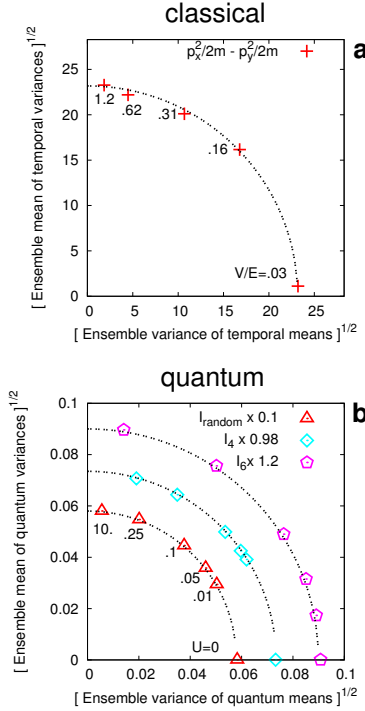 classical
a
p_x^2/2m - p_y^2/2m
[ Ensemble mean of temporal variances ]^1/2
25
20
15
10
5
0
1.2
.62
.31
.16
V/E=.03
0 5 10 15 20 25
[ Ensemble variance of temporal means ]^1/2
quantum
b
I_random x 0.1
I_4 x 0.98
I_6 x 1.2
[ Ensemble mean of quantum variances ]^1/2
0.1
0.08
0.06
0.04
0.02
0
10.
.25
.1
.05
.01
U=0
0 0.02 0.04 0.06 0.08 0.1
[ Ensemble variance of quantum means ]^1/2